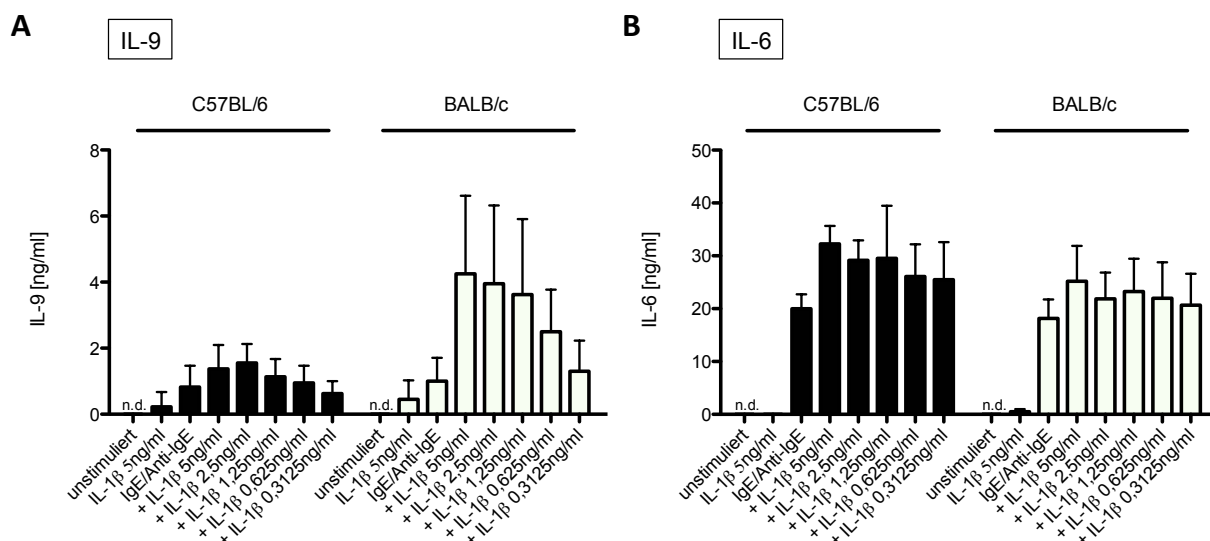 A
IL-9
C57BL/6
BALB/c
IL-9 [ng/ml]
8
6
4
2
0
n.d.
n.d.
unstimuliert
IL-1β 5ng/ml
IgE/Anti-IgE
+ IL-1β 5ng/ml
+ IL-1β 2,5ng/ml
+ IL-1β 1,25ng/ml
+ IL-1β 0,625ng/ml
+ IL-1β 0,3125ng/ml
unstimuliert
IL-1β 5ng/ml
IgE/Anti-IgE
+ IL-1β 5ng/ml
+ IL-1β 2,5ng/ml
+ IL-1β 1,25ng/ml
+ IL-1β 0,625ng/ml
+ IL-1β 0,3125ng/ml
B
IL-6
C57BL/6
BALB/c
IL-6 [ng/ml]
50
40
30
20
10
0
n.d.
n.d.
unstimuliert
IL-1β 5ng/ml
IgE/Anti-IgE
+ IL-1β 5ng/ml
+ IL-1β 2,5ng/ml
+ IL-1β 1,25ng/ml
+ IL-1β 0,625ng/ml
+ IL-1β 0,3125ng/ml
unstimuliert
IL-1β 5ng/ml
IgE/Anti-IgE
+ IL-1β 5ng/ml
+ IL-1β 2,5ng/ml
+ IL-1β 1,25ng/ml
+ IL-1β 0,625ng/ml
+ IL-1β 0,3125ng/ml